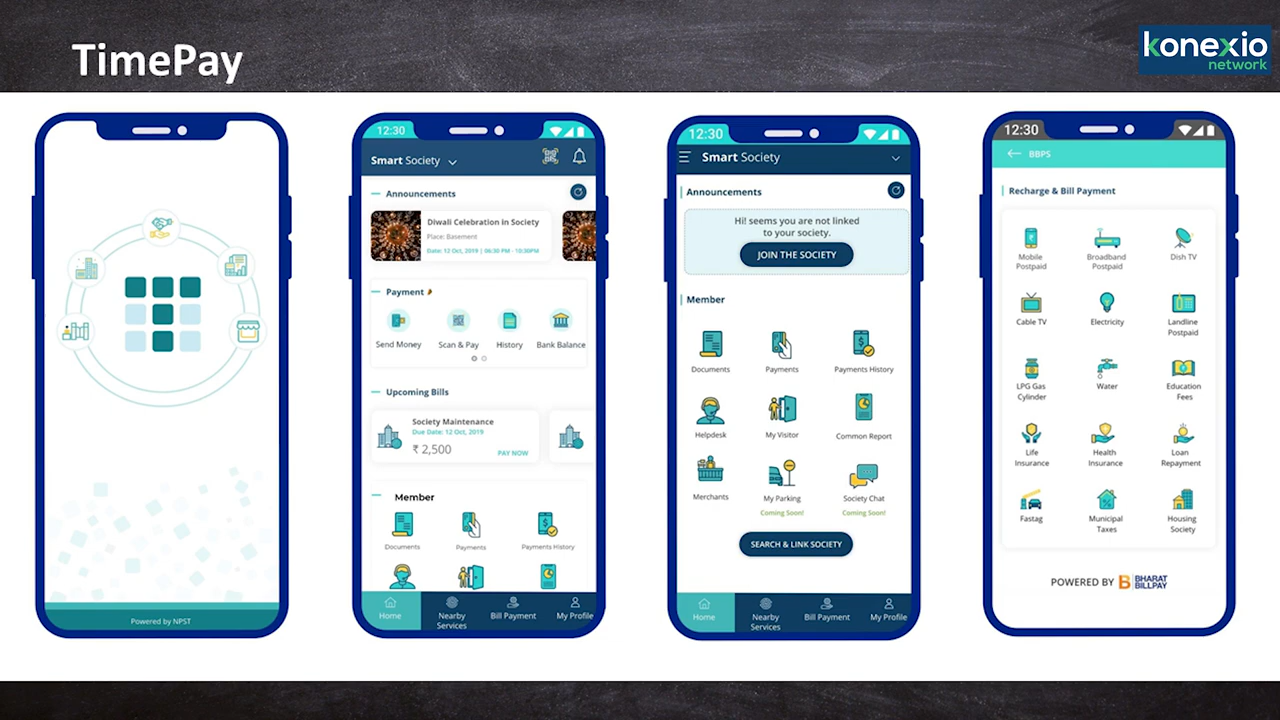 TimePay
konexio
network
Powered by NPST
12:30
Smart Society
Announcements
Diwali Celebration in Society
Place: Basement
Date: 12 Oct, 2019 | 06:30 PM - 10:30PM
Payment
Send Money
Scan & Pay
History
Bank Balance
Upcoming Bills
Society Maintenance
Due Date: 12 Oct, 2019
₹ 2,500
PAY NOW
Member
Documents
Payments
Payments History
Home
Nearby
Services
Bill Payment
My Profile
12:30
Smart Society
Announcements
Hi! seems you are not linked
to your society.
JOIN THE SOCIETY
Member
Documents
Payments
Payments History
Helpdesk
My Visitor
Common Report
Merchants
My Parking
Coming Soon!
Society Chat
Coming Soon!
SEARCH & LINK SOCIETY
Home
Nearby
Services
Bill Payment
My Profile
12:30
BBPS
Recharge & Bill Payment
Mobile
Postpaid
Broadband
Postpaid
Dish TV
Cable TV
Electricity
Landline
Postpaid
LPG Gas
Cylinder
Water
Education
Fees
Life
Insurance
Health
Insurance
Loan
Repayment
Fastag
Municipal
Taxes
Housing
Society
POWERED BY B BHARAT
BILLPAY